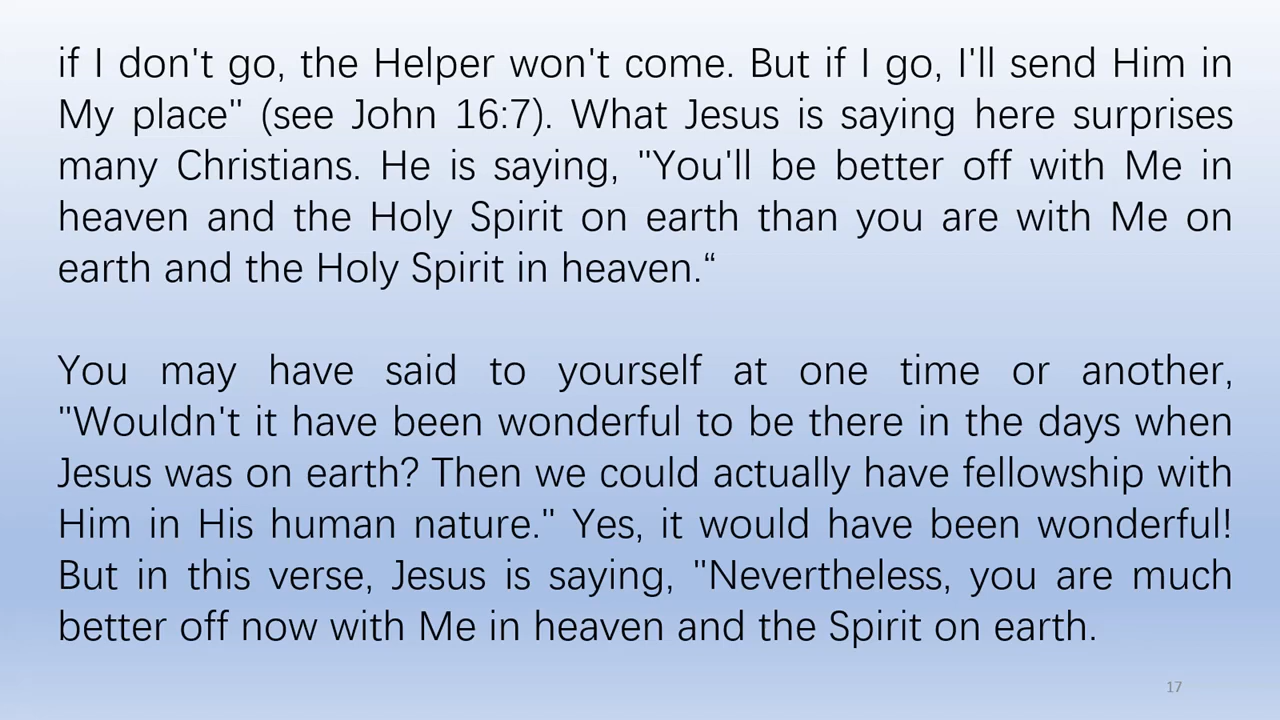 if I don't go, the Helper won't come. But if I go, I'll send Him in
My place" (see John 16:7). What Jesus is saying here surprises
many Christians. He is saying, "You'll be better off with Me in
heaven and the Holy Spirit on earth than you are with Me on
earth and the Holy Spirit in heaven.“
You may have said to yourself at one time or another,
"Wouldn't it have been wonderful to be there in the days when
Jesus was on earth? Then we could actually have fellowship with
Him in His human nature." Yes, it would have been wonderful!
But in this verse, Jesus is saying, "Nevertheless, you are much
better off now with Me in heaven and the Spirit on earth.
17